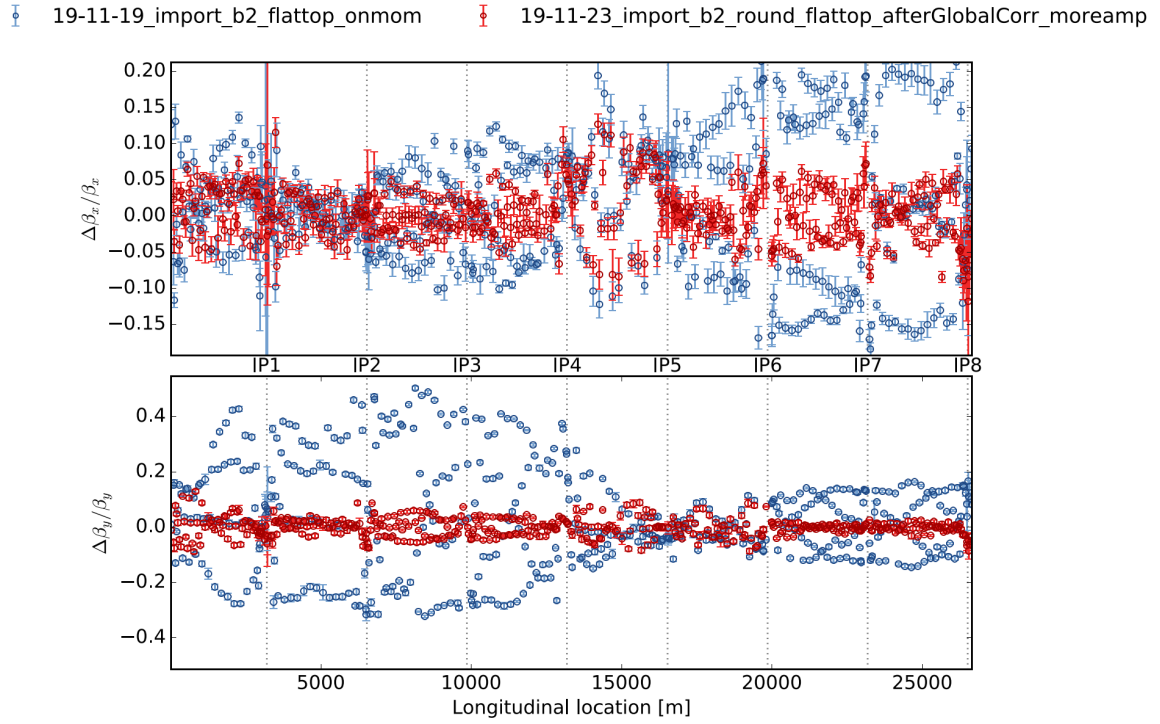 19-11-19_import_b2_flattop_onmom 19-11-23_import_b2_round_flattop_afterGlobalCorr_moreamp
0.20
0.15
0.10
0.05
0.00
−0.05
−0.10
−0.15
Δβx/βx
IP1 IP2 IP3 IP4 IP5 IP6 IP7 IP8
0.4
0.2
0.0
−0.2
−0.4
Δβy/βy
5000 10000 15000 20000 25000
Longitudinal location [m]